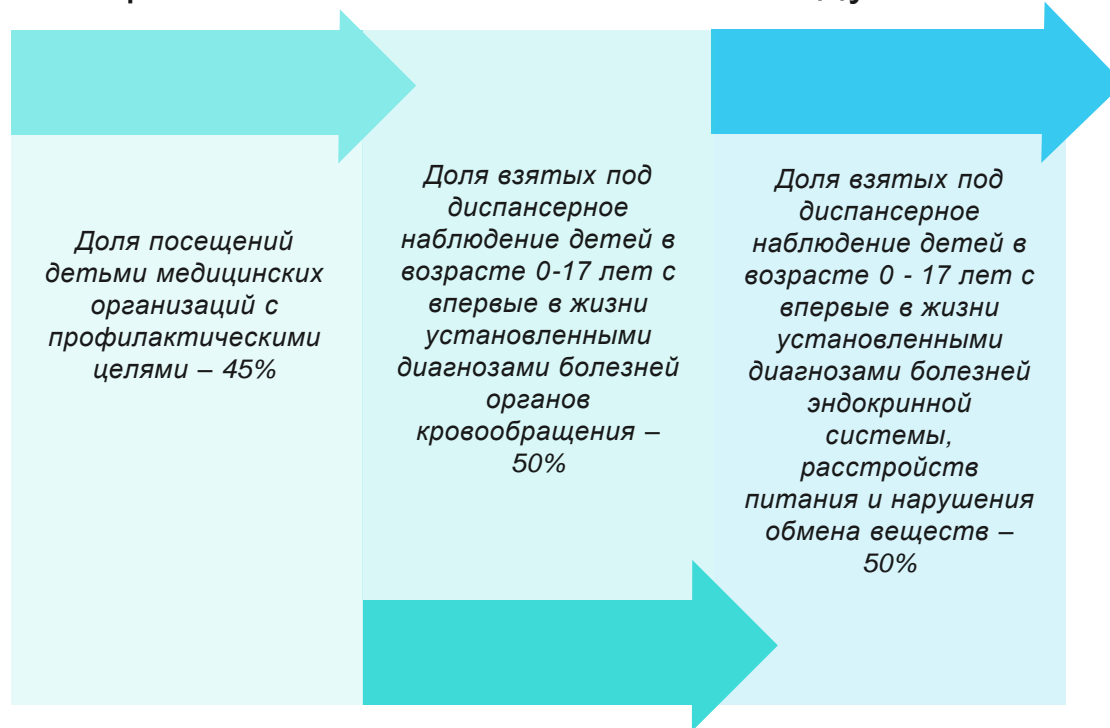 Доля посещений
детьми медицинских
организаций с
профилактическими
целями – 45%
Доля взятых под
диспансерное
наблюдение детей в
возрасте 0-17 лет с
впервые в жизни
установленными
диагнозами болезней
органов
кровообращения –
50%
Доля взятых под
диспансерное
наблюдение детей в
возрасте 0 - 17 лет с
впервые в жизни
установленными
диагнозами болезней
эндокринной
системы,
расстройств
питания и нарушения
обмена веществ –
50%